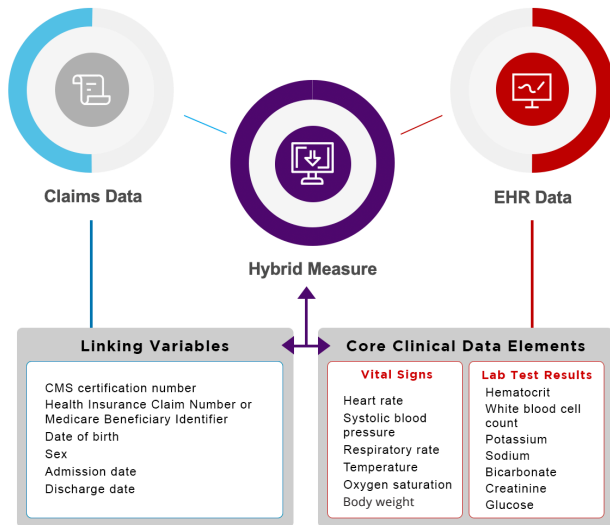 Claims Data
EHR Data
Hybrid Measure
Linking Variables
CMS certification number
Health Insurance Claim Number or
Medicare Beneficiary Identifier
Date of birth
Sex
Admission date
Discharge date
Core Clinical Data Elements
Vital Signs
Heart rate
Systolic blood
pressure
Respiratory rate
Temperature
Oxygen saturation
Body weight
Lab Test Results
Hematocrit
White blood cell
count
Potassium
Sodium
Bicarbonate
Creatinine
Glucose